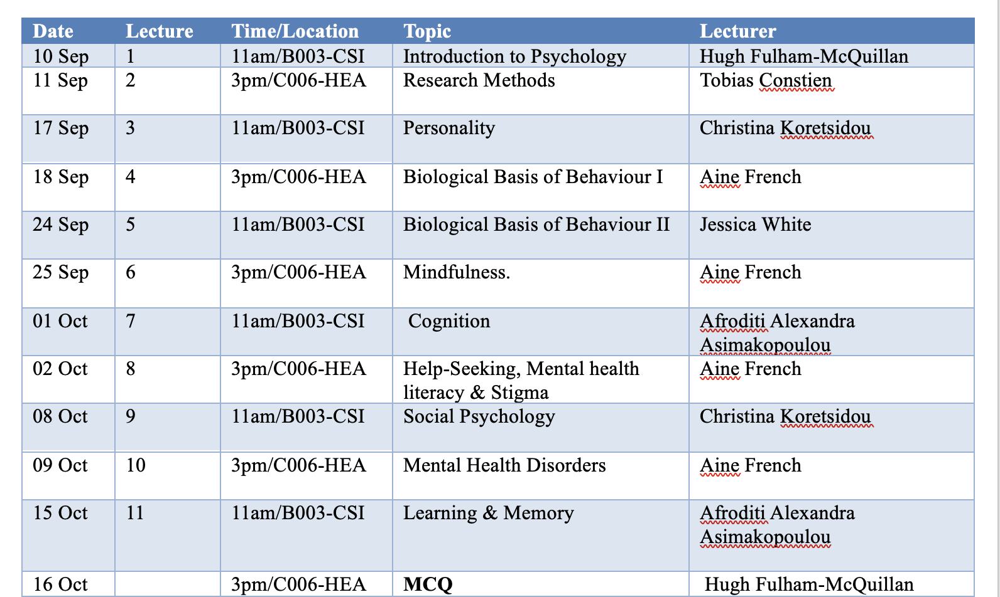 Date Lecture Time/Location Topic Lecturer
10 Sep 1 11am/B003-CSI Introduction to Psychology Hugh Fulham-McQuillan
11 Sep 2 3pm/C006-HEA Research Methods Tobias Constien
17 Sep 3 11am/B003-CSI Personality Christina Koretsidou
18 Sep 4 3pm/C006-HEA Biological Basis of Behaviour I Aine French
24 Sep 5 11am/B003-CSI Biological Basis of Behaviour II Jessica White
25 Sep 6 3pm/C006-HEA Mindfulness. Aine French
01 Oct 7 11am/B003-CSI Cognition Afroditi Alexandra
Asimakopoulou
02 Oct 8 3pm/C006-HEA Help-Seeking, Mental health Aine French
literacy & Stigma
08 Oct 9 11am/B003-CSI Social Psychology Christina Koretsidou
09 Oct 10 3pm/C006-HEA Mental Health Disorders Aine French
15 Oct 11 11am/B003-CSI Learning & Memory Afroditi Alexandra
Asimakopoulou
16 Oct 3pm/C006-HEA MCQ Hugh Fulham-McQuillan